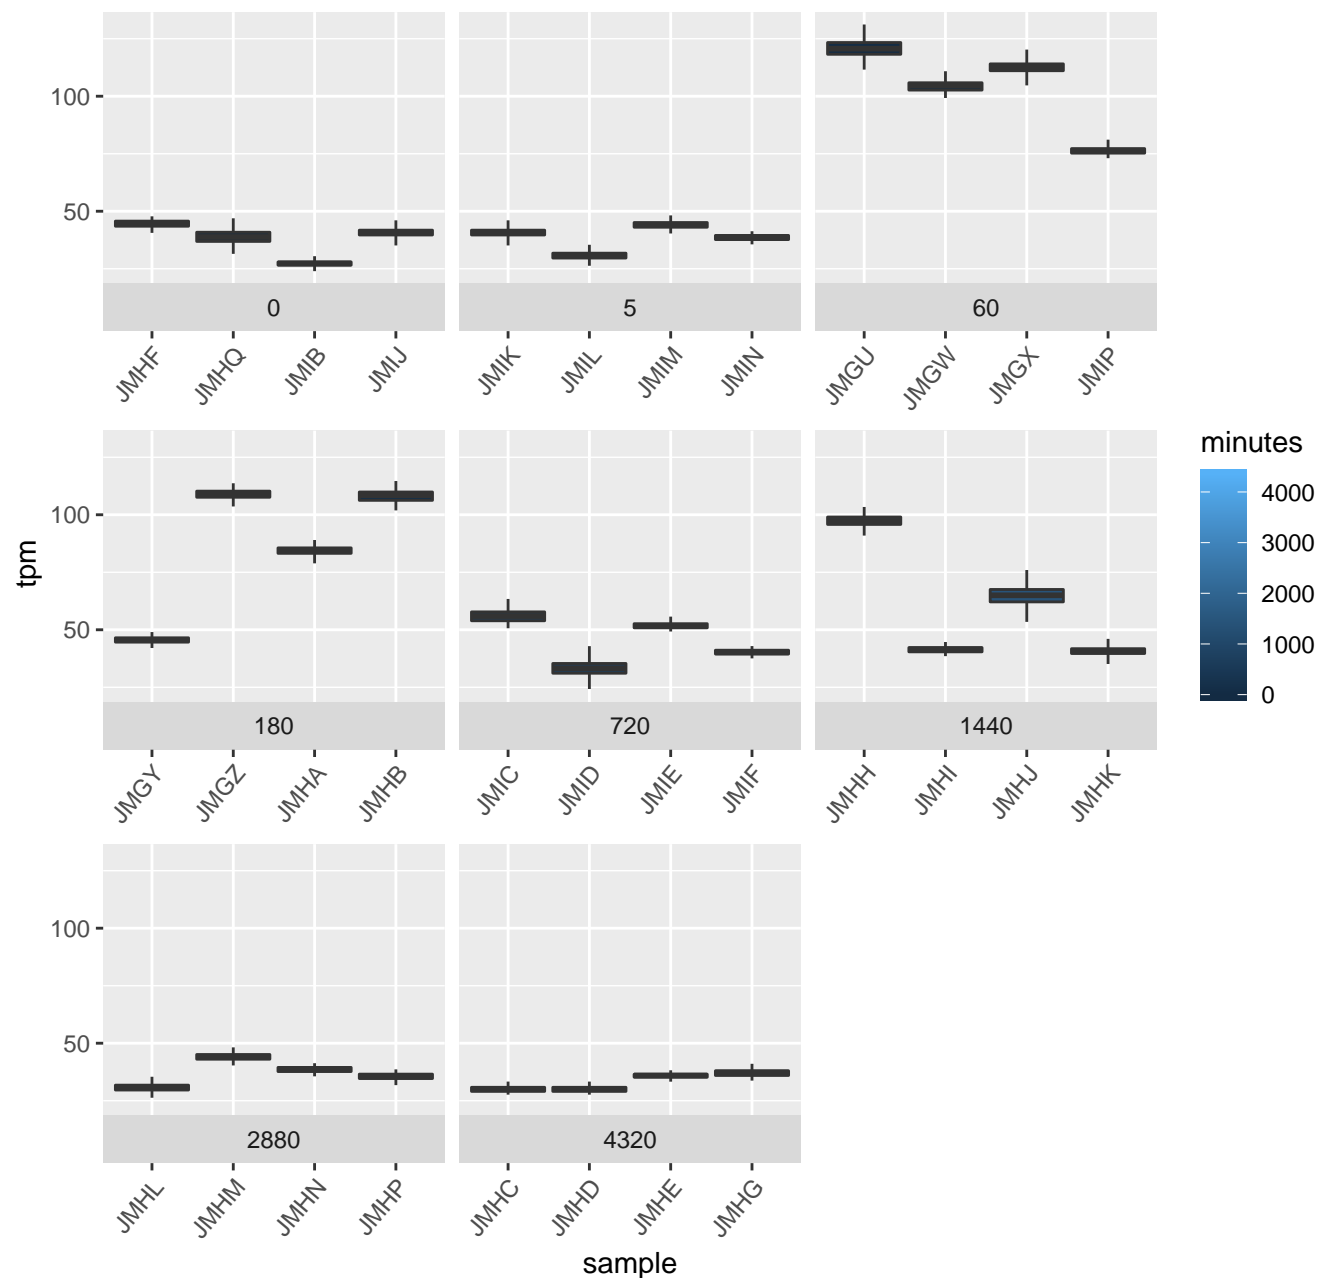 100
50
0
5
60
JMHF
JMHQ
JMIB
JMIJ
JMIK
JMIL
JMIM
JMIN
JMGU
JMGW
JMGX
JMIP
tpm
100
50
180
720
1440
JMGY
JMGZ
JMHA
JMHB
JMIC
JMID
JMIE
JMIF
JMHH
JMHI
JMHJ
JMHK
minutes
4000
3000
2000
1000
0
100
50
2880
4320
JMHL
JMHM
JMHN
JMHP
JMHC
JMHD
JMHE
JMHG
sample